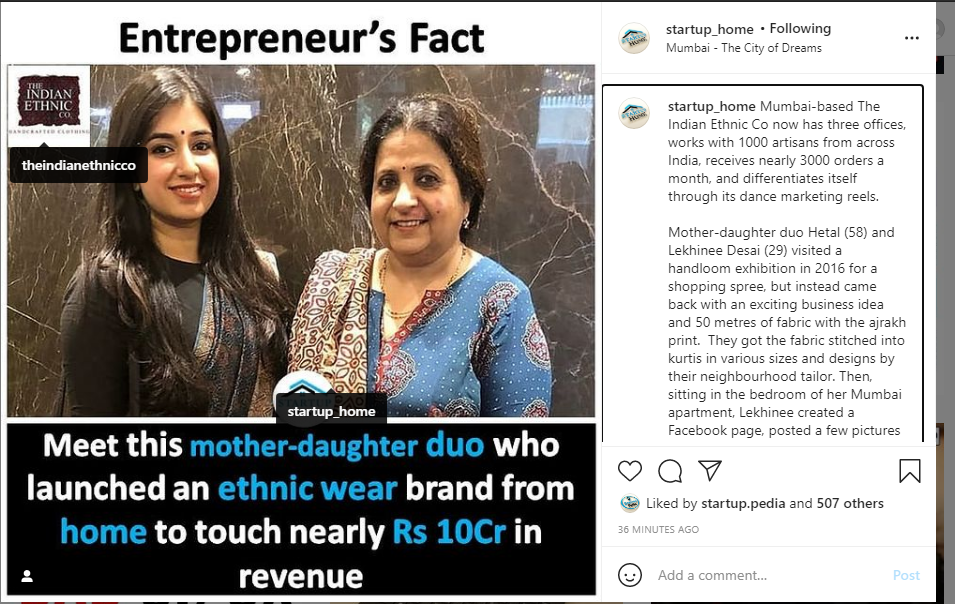 Entrepreneur's Fact
THE
INDIAN
ETHNIC
CO.
HANDCRAFTED CLOTHING
theindianethnicco
startup_home
Meet this mother-daughter duo who
launched an ethnic wear brand from
home to touch nearly Rs 10Cr in
revenue
startup_home • Following
Mumbai - The City of Dreams
startup_home Mumbai-based The
Indian Ethnic Co now has three offices,
works with 1000 artisans from across
India, receives nearly 3000 orders a
month, and differentiates itself
through its dance marketing reels.
Mother-daughter duo Hetal (58) and
Lekhinee Desai (29) visited a
handloom exhibition in 2016 for a
shopping spree, but instead came
back with an exciting business idea
and 50 metres of fabric with the ajrakh
print.  They got the fabric stitched into
kurtis in various sizes and designs by
their neighbourhood tailor. Then,
sitting in the bedroom of her Mumbai
apartment, Lekhinee created a
Facebook page, posted a few pictures
Liked by startup.pedia and 507 others
36 MINUTES AGO
Add a comment...
Post